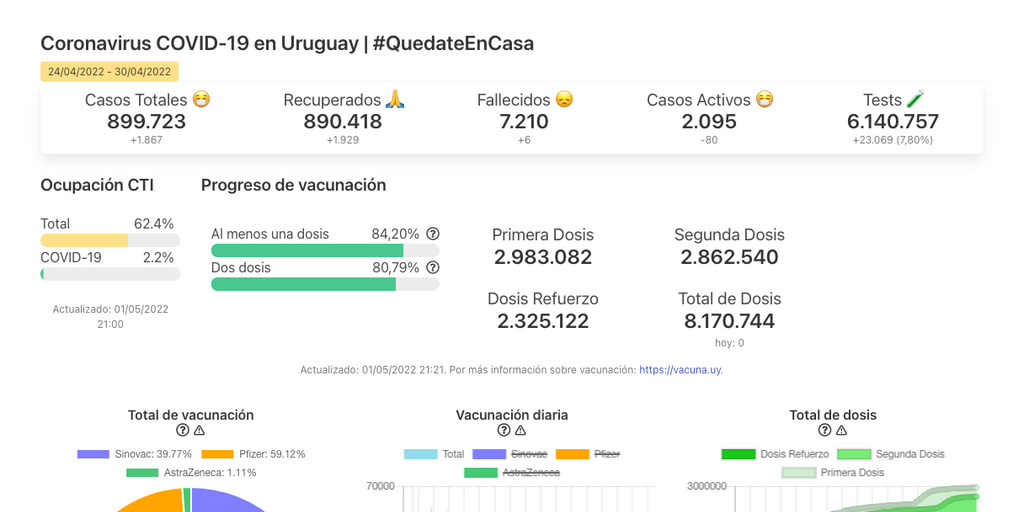 Coronavirus COVID-19 en Uruguay | #QuedateEnCasa
24/04/2022 - 30/04/2022
Casos Totales 😷
899.723
+1.867
Recuperados 🙏
890.418
+1.929
Fallecidos 😞
7.210
+6
Casos Activos 😷
2.095
-80
Tests 🧪
6.140.757
+23.069 (7,80%)
Ocupación CTI
Total 62.4%
COVID-19 2.2%
Actualizado: 01/05/2022
21:00
Progreso de vacunación
Al menos una dosis 84,20%
Dos dosis 80,79%
Primera Dosis
2.983.082
Segunda Dosis
2.862.540
Dosis Refuerzo
2.325.122
Total de Dosis
8.170.744
hoy: 0
Actualizado: 01/05/2022 21:21. Por más información sobre vacunación: https://vacuna.uy.
Total de vacunación
Sinovac: 39.77% Pfizer: 59.12%
AstraZeneca: 1.11%
Vacunación diaria
Total Sinovac Pfizer
AstraZeneca
70000
Total de dosis
Dosis Refuerzo Segunda Dosis
Primera Dosis
3000000